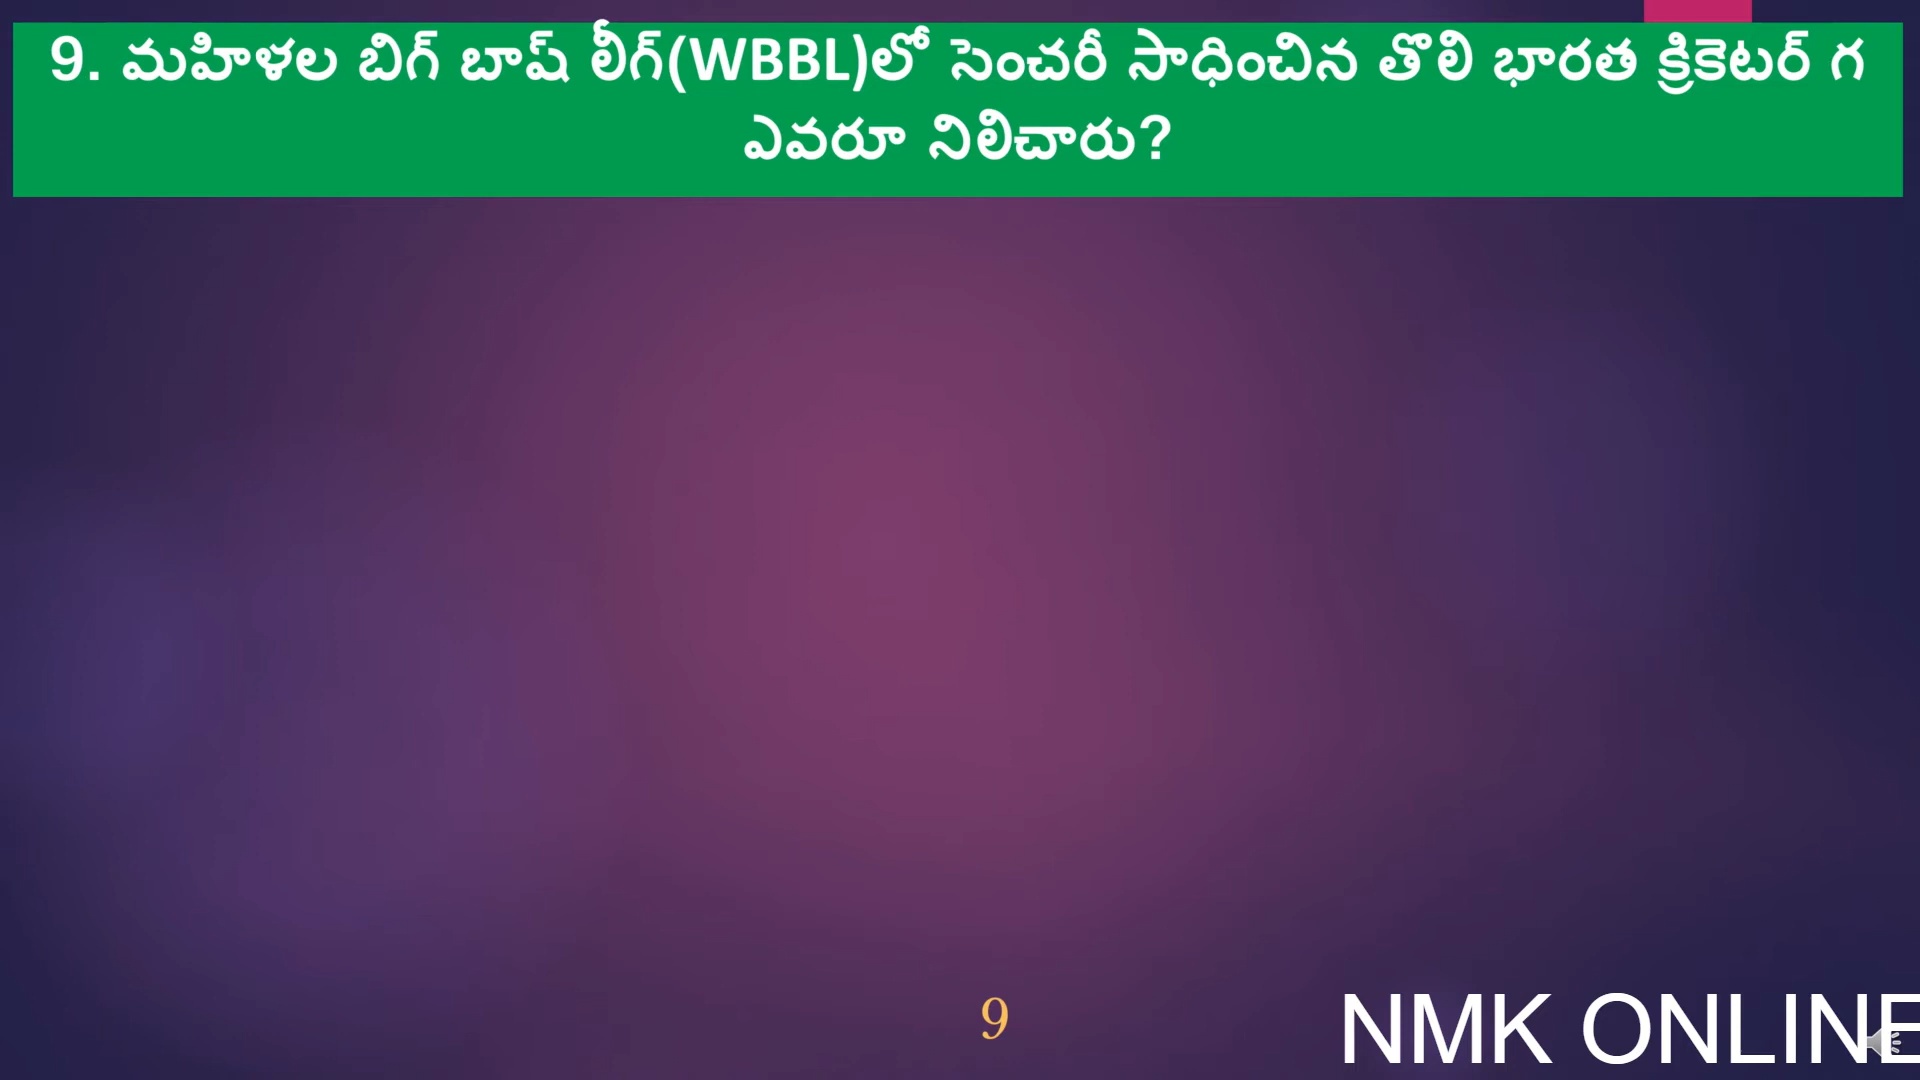 9. మహిళల బిగ్ బాష్ లీగ్(WBBL)లో సెంచరీ సాధించిన తొలి భారత క్రికెటర్ గ
ఎవరూ నిలిచారు?
9
NMK ONLINE